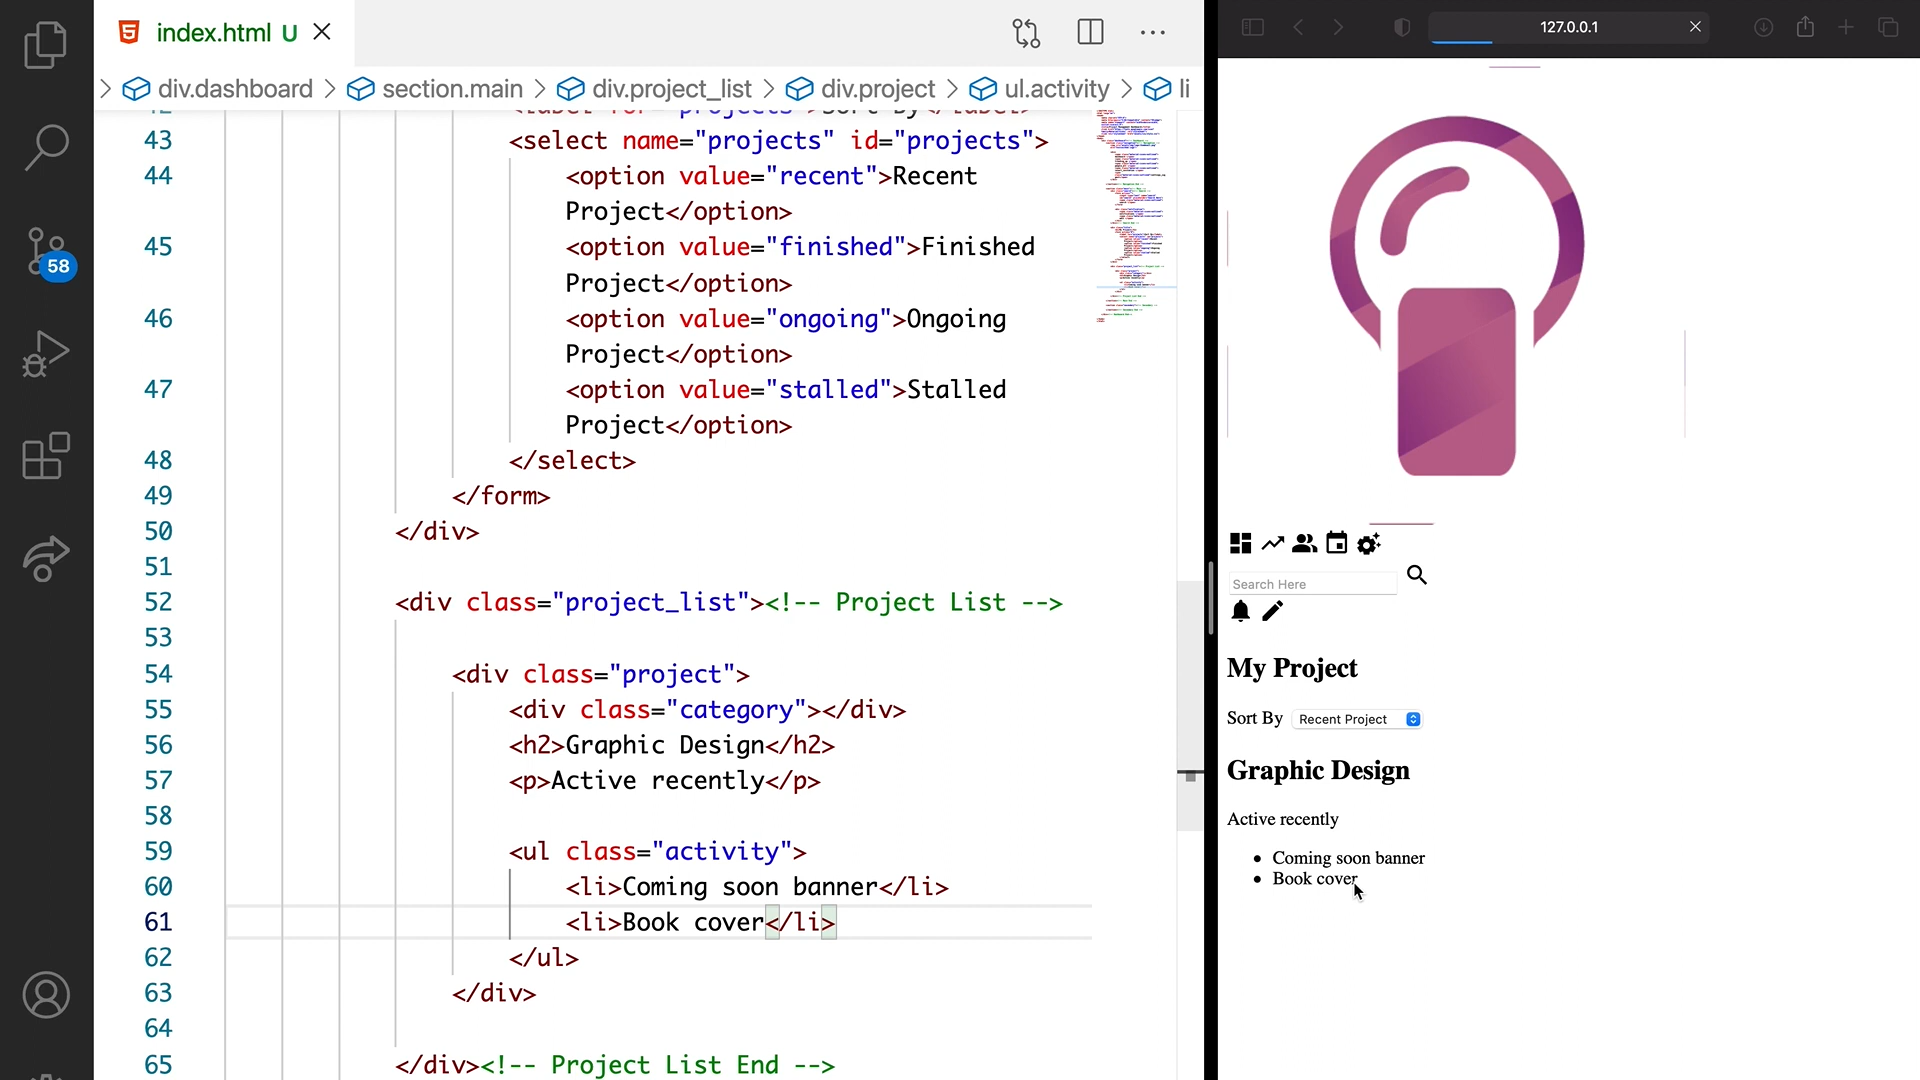 index.html U
127.0.0.1
div.dashboard section.main div.project_list div.project ul.activity li
43 <select name="projects" id="projects">
44 <option value="recent">Recent
Project</option>
45 <option value="finished">Finished
Project</option>
46 <option value="ongoing">Ongoing
Project</option>
47 <option value="stalled">Stalled
Project</option>
48 </select>
49 </form>
50 </div>
51
52 <div class="project_list"><!-- Project List -->
53
54 <div class="project">
55 <div class="category"></div>
56 <h2>Graphic Design</h2>
57 <p>Active recently</p>
58
59 <ul class="activity">
60 <li>Coming soon banner</li>
61 <li>Book cover</li>
62 </ul>
63 </div>
64
65 </div><!-- Project List End -->
58
Search Here
My Project
Sort By Recent Project
Graphic Design
Active recently
Coming soon banner
Book cover